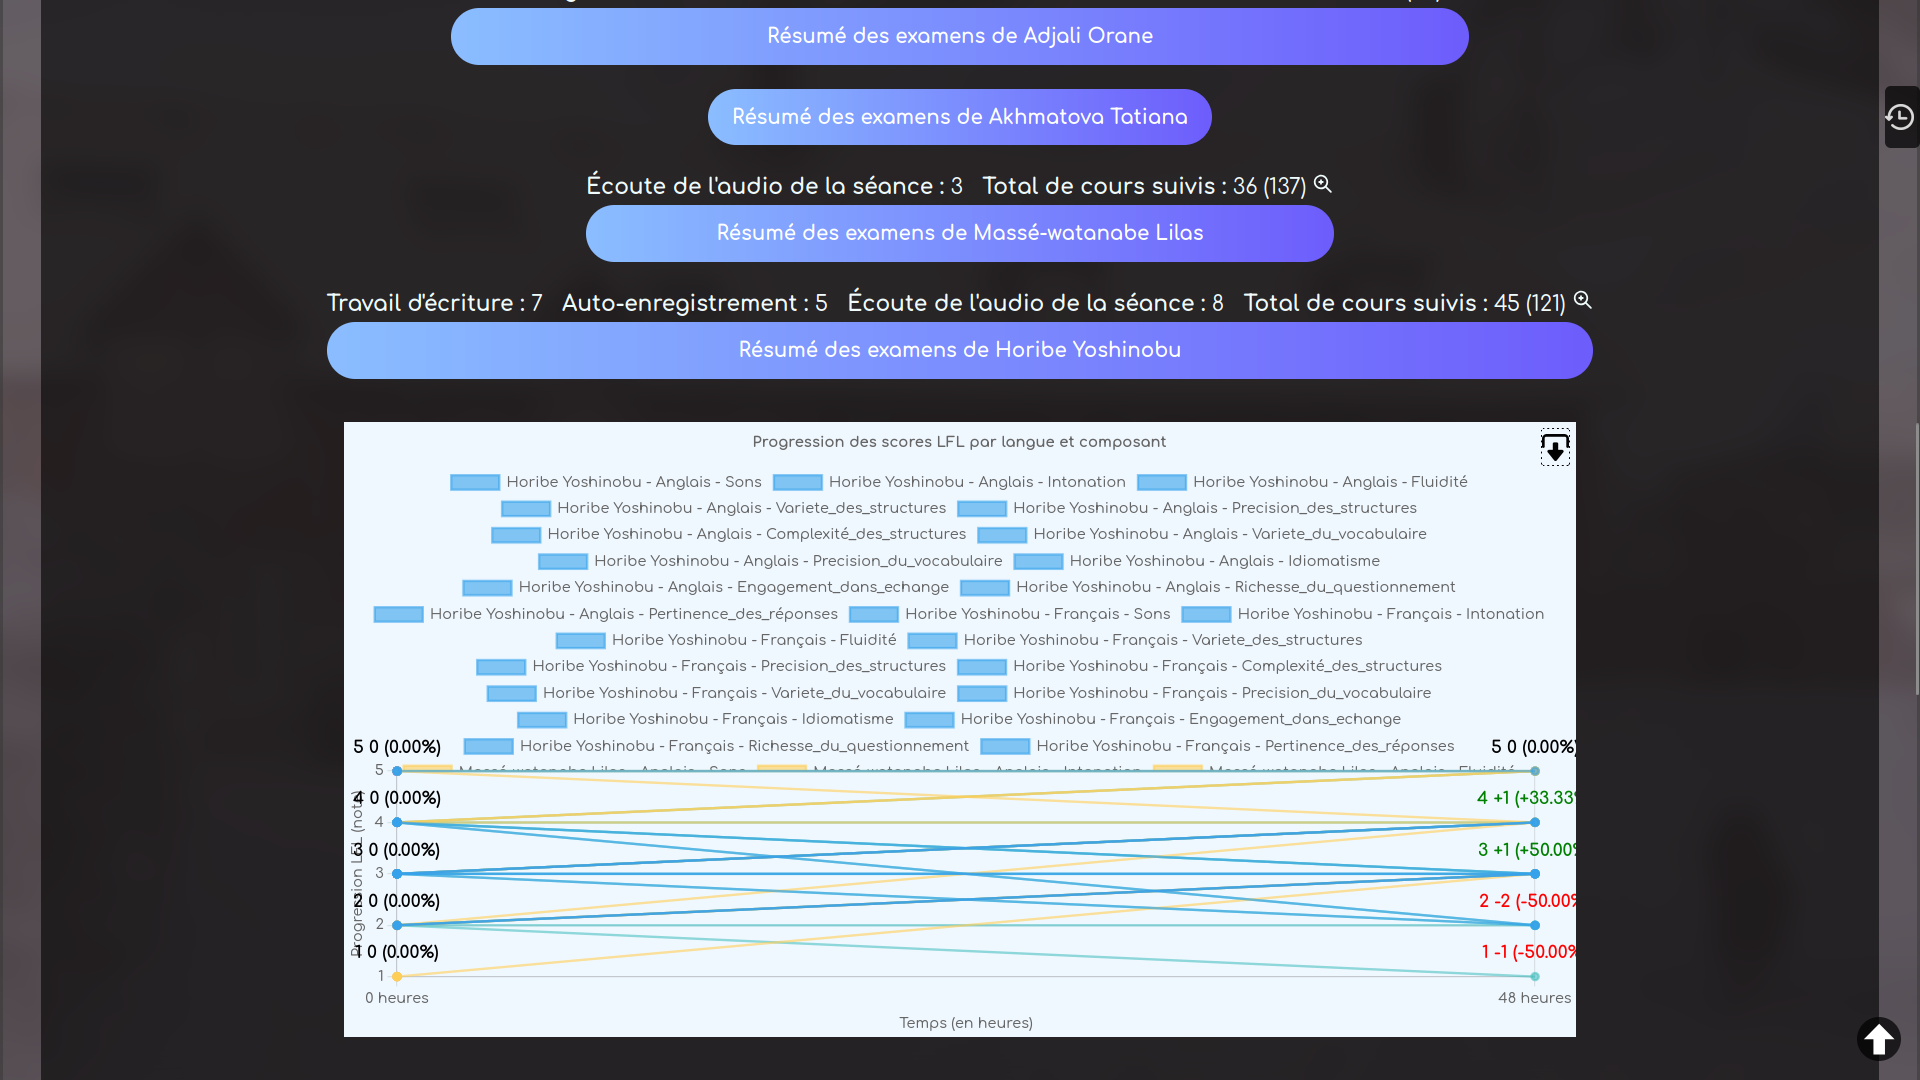 Résumé des examens de Adjali Orane
Résumé des examens de Akhmatova Tatiana
Écoute de l'audio de la séance : 3 Total de cours suivis : 36 (137)
Résumé des examens de Massé-watanabe Lilas
Travail d'écriture : 7 Auto-enregistrement : 5 Écoute de l'audio de la séance : 8 Total de cours suivis : 45 (121)
Résumé des examens de Horibe Yoshinobu
Progression des scores LFL par langue et composant
Horibe Yoshinobu - Anglais - Sons Horibe Yoshinobu - Anglais - Intonation Horibe Yoshinobu - Anglais - Fluidité
Horibe Yoshinobu - Anglais - Variete_des_structures Horibe Yoshinobu - Anglais - Precision_des_structures
Horibe Yoshinobu - Anglais - Complexité_des_structures Horibe Yoshinobu - Anglais - Variete_du_vocabulaire
Horibe Yoshinobu - Anglais - Precision_du_vocabulaire Horibe Yoshinobu - Anglais - Idiomatisme
Horibe Yoshinobu - Anglais - Engagement_dans_echange Horibe Yoshinobu - Anglais - Richesse_du_questionnement
Horibe Yoshinobu - Anglais - Pertinence_des_réponses Horibe Yoshinobu - Français - Sons Horibe Yoshinobu - Français - Intonation
Horibe Yoshinobu - Français - Fluidité Horibe Yoshinobu - Français - Variete_des_structures
Horibe Yoshinobu - Français - Precision_des_structures Horibe Yoshinobu - Français - Complexité_des_structures
Horibe Yoshinobu - Français - Variete_du_vocabulaire Horibe Yoshinobu - Français - Precision_du_vocabulaire
Horibe Yoshinobu - Français - Idiomatisme Horibe Yoshinobu - Français - Engagement_dans_echange
5 0 (0.00%) Horibe Yoshinobu - Français - Richesse_du_questionnement Horibe Yoshinobu - Français - Pertinence_des_réponses 5 0 (0.00%)
5
4 0 (0.00%) 4 +1 (+33.33%
4
3 0 (0.00%) 3 +1 (+50.00%
3
2 0 (0.00%) 2 -2 (-50.00%
2
1 0 (0.00%) 1 -1 (-50.00%
1
Progression LFL (note)
0 heures 48 heures
Temps (en heures)